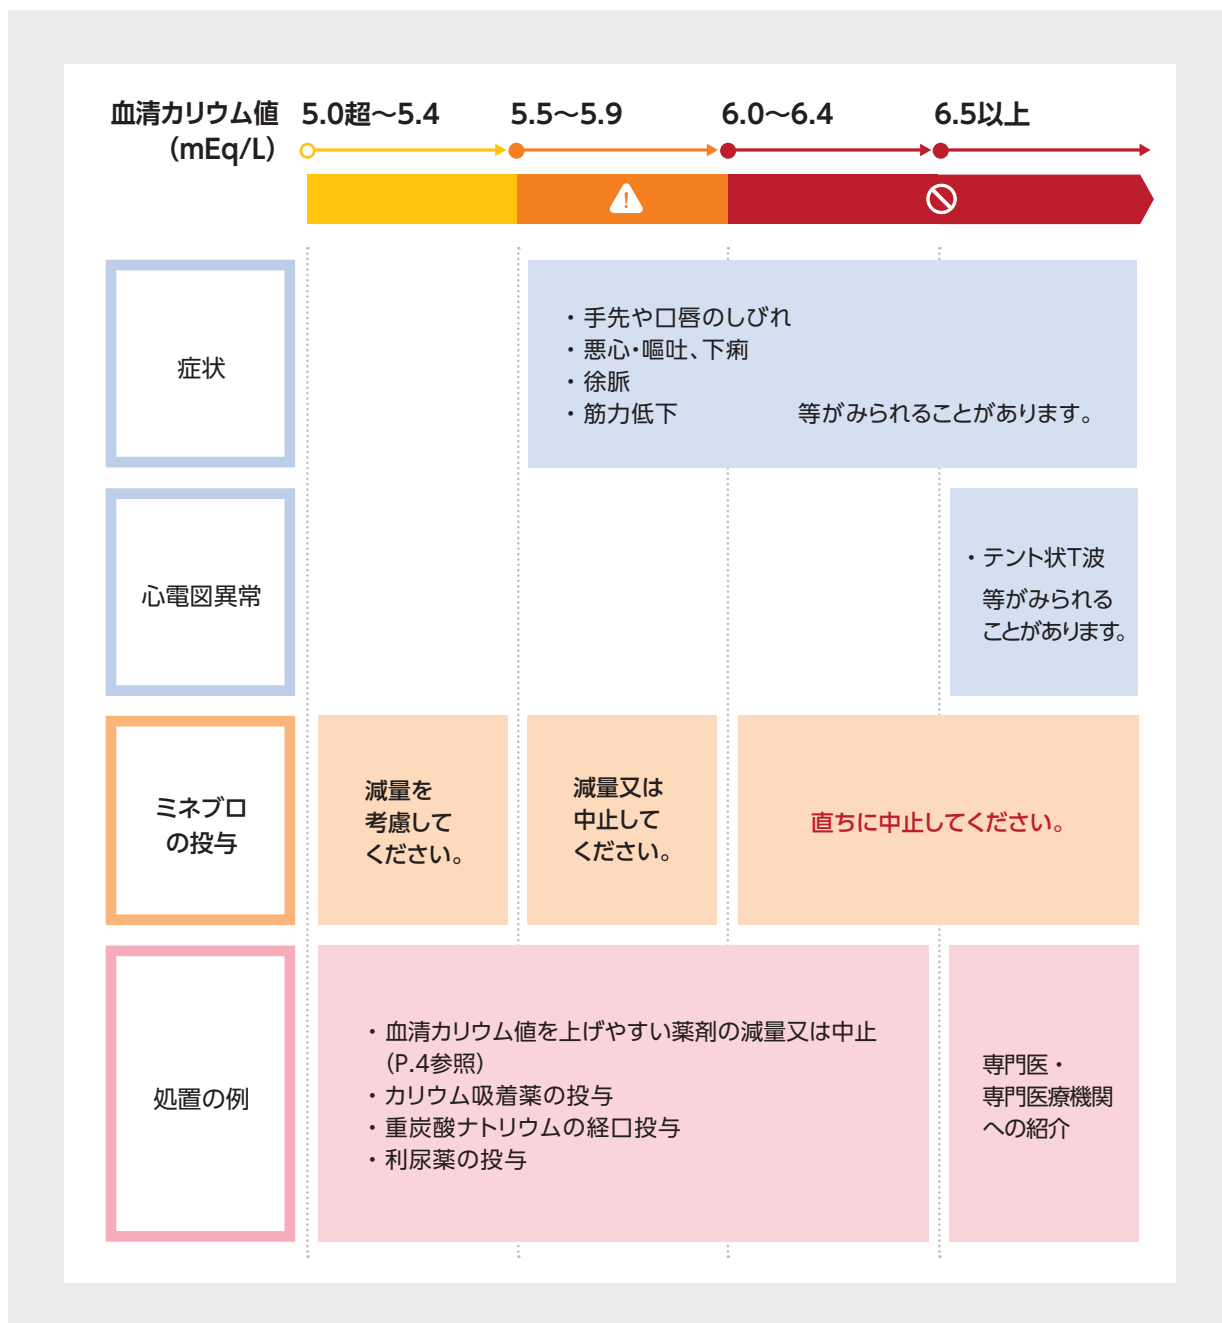 血清カリウム値
(mEq/L)
5.0超～5.4
5.5～5.9
6.0～6.4
6.5以上
症状
・手先や口唇のしびれ
・悪心・嘔吐、下痢
・徐脈
・筋力低下 等がみられることがあります。
心電図異常
・テント状T波
等がみられる
ことがあります。
ミネブロ
の投与
減量を
考慮して
ください。
減量又は
中止して
ください。
直ちに中止してください。
処置の例
・血清カリウム値を上げやすい薬剤の減量又は中止
(P.4参照)
・カリウム吸着薬の投与
・重炭酸ナトリウムの経口投与
・利尿薬の投与
専門医・
専門医療機関
への紹介